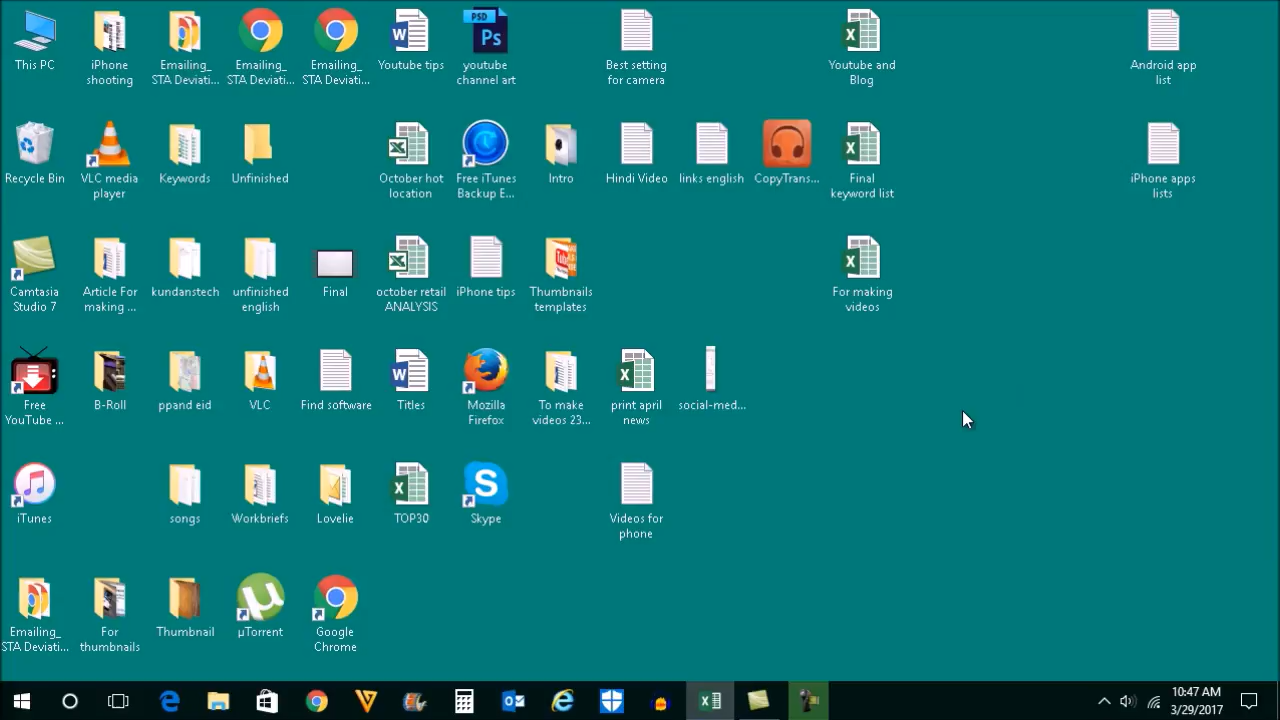 This PC
iPhone
shooting
Emailing_
STA Deviati...
Emailing_
STA Deviati...
Emailing_
STA Deviati...
Youtube tips
PSD
Ps
youtube
channel art
Best setting
for camera
Youtube and
Blog
Android app
list
Recycle Bin
VLC media
player
Keywords
Unfinished
October hot
location
Free iTunes
Backup E...
Intro
Hindi Video
links english
CopyTrans...
Final
keyword list
iPhone apps
lists
Camtasia
Studio 7
Article For
making ...
kundanstech
unfinished
english
Final
october retail
ANALYSIS
iPhone tips
Thumbnails
templates
For making
videos
Free
YouTube ...
B-Roll
ppand eid
VLC
Find software
Titles
Mozilla
Firefox
To make
videos 23...
print april
news
social-med...
iTunes
songs
Workbriefs
Lovelie
TOP30
Skype
Videos for
phone
Emailing_
STA Deviati...
For
thumbnails
Thumbnail
µTorrent
Google
Chrome
10:47 AM
3/29/2017